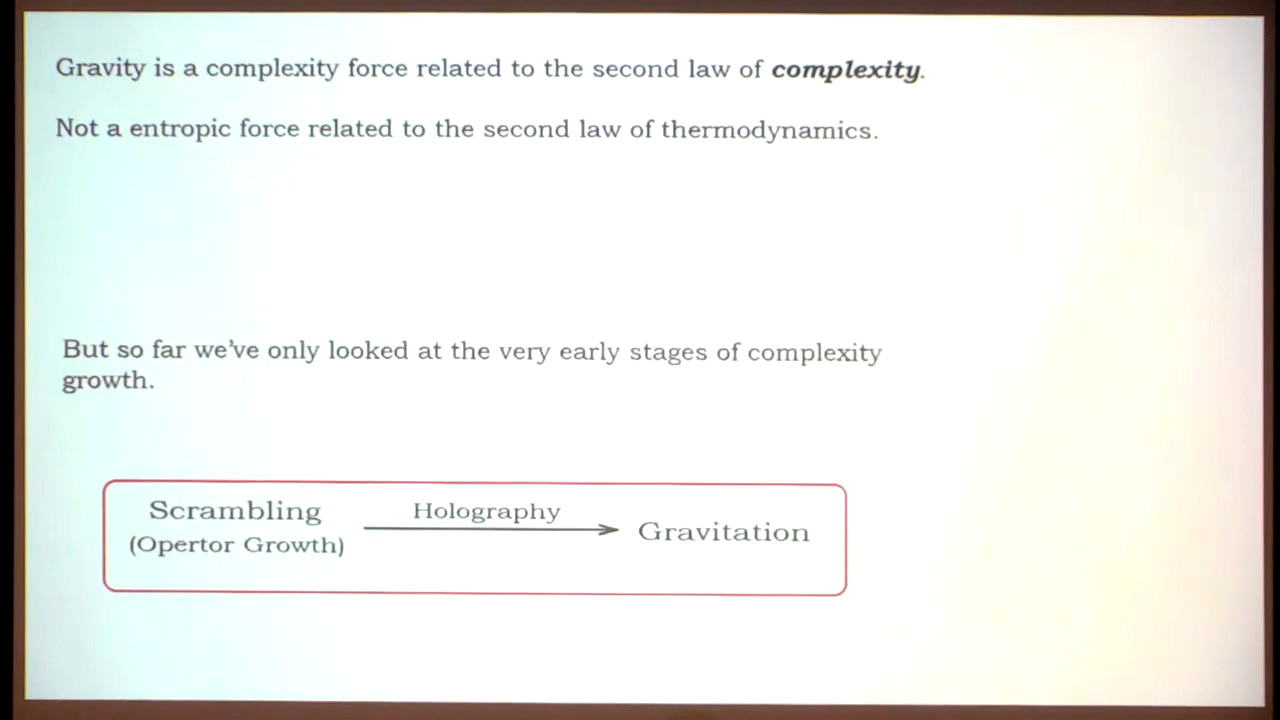 Gravity is a complexity force related to the second law of complexity.
Not a entropic force related to the second law of thermodynamics.
But so far we've only looked at the very early stages of complexity
growth.
Scrambling
(Opertor Growth)
Holography
Gravitation